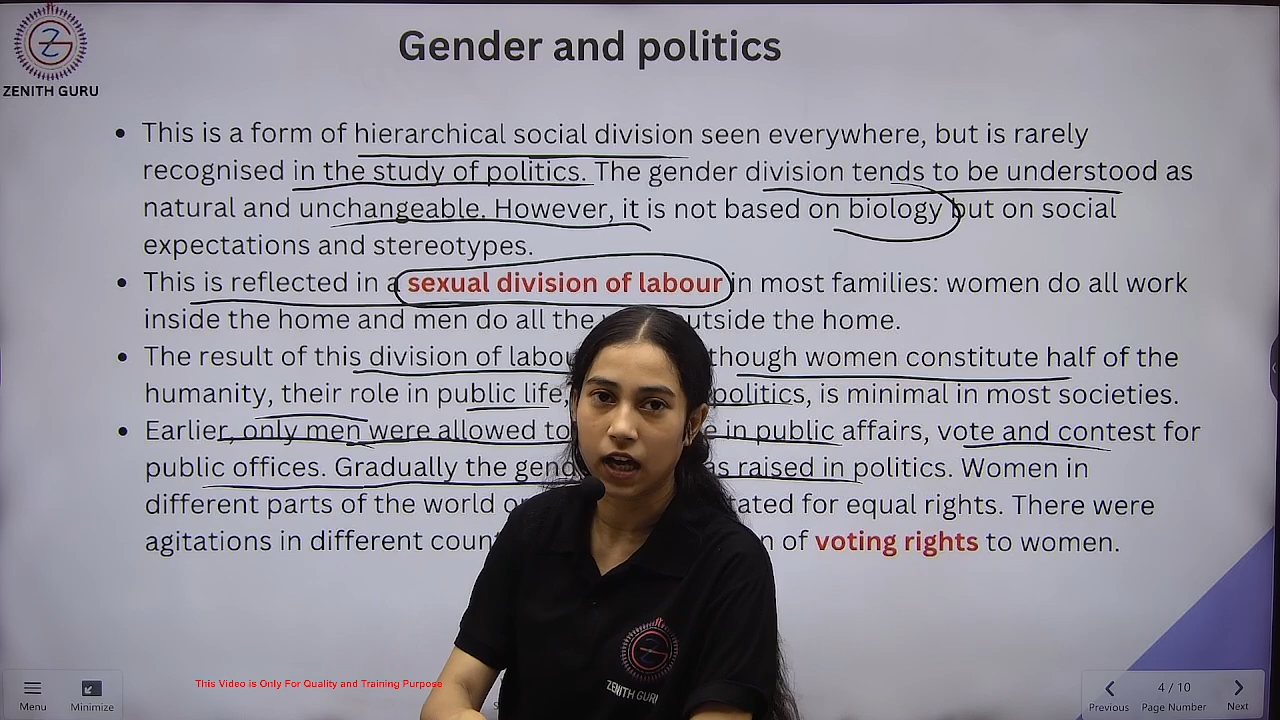 Gender and politics
ZENITH GURU
• This is a form of hierarchical social division seen everywhere, but is rarely
recognised in the study of politics. The gender division tends to be understood as
natural and unchangeable. However, it is not based on biology but on social
expectations and stereotypes.
• This is reflected in a sexual division of labour in most families: women do all work
inside the home and men do all the utside the home.
• The result of this division of labou though women constitute half of the
humanity, their role in public life, politics, is minimal in most societies.
• Earlier, only men were allowed to e in public affairs, vote and contest for
public offices. Gradually the gend as raised in politics. Women in
different parts of the world or tated for equal rights. There were
agitations in different coun n of voting rights to women.
ZENITH GURU
This Video is Only For Quality and Training Purpose
Menu
Minimize
Previous
4 / 10
Page Number
Next